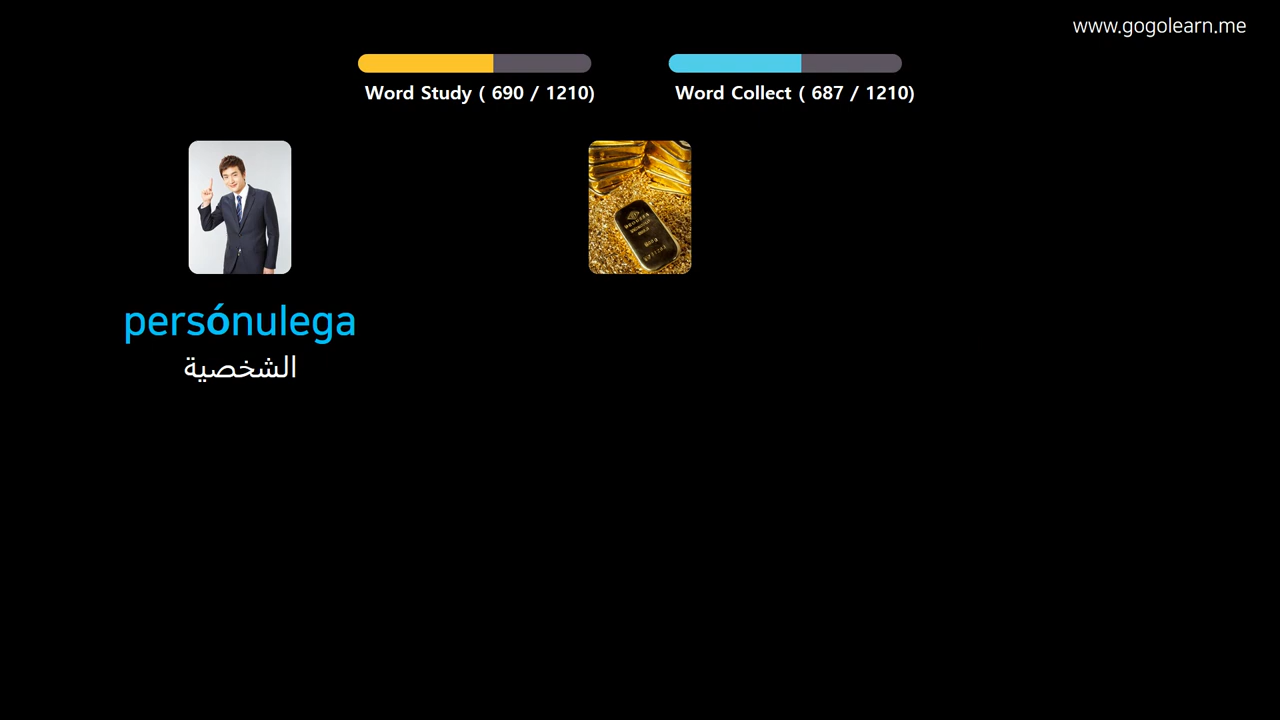 www.gogolearn.me
Word Study ( 690 / 1210)
Word Collect ( 687 / 1210)
persónulega
الشخصية